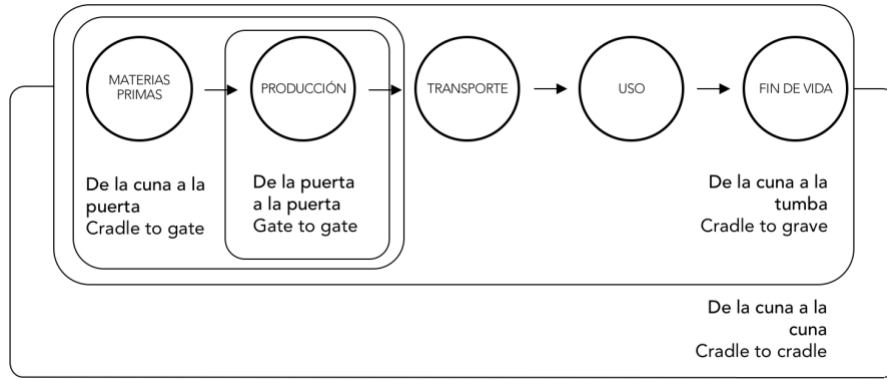 MATERIAS
PRIMAS
PRODUCCIÓN
TRANSPORTE
USO
FIN DE VIDA
De la cuna a la
puerta
Cradle to gate
De la puerta
a la puerta
Gate to gate
De la cuna a la
tumba
Cradle to grave
De la cuna a la
cuna
Cradle to cradle